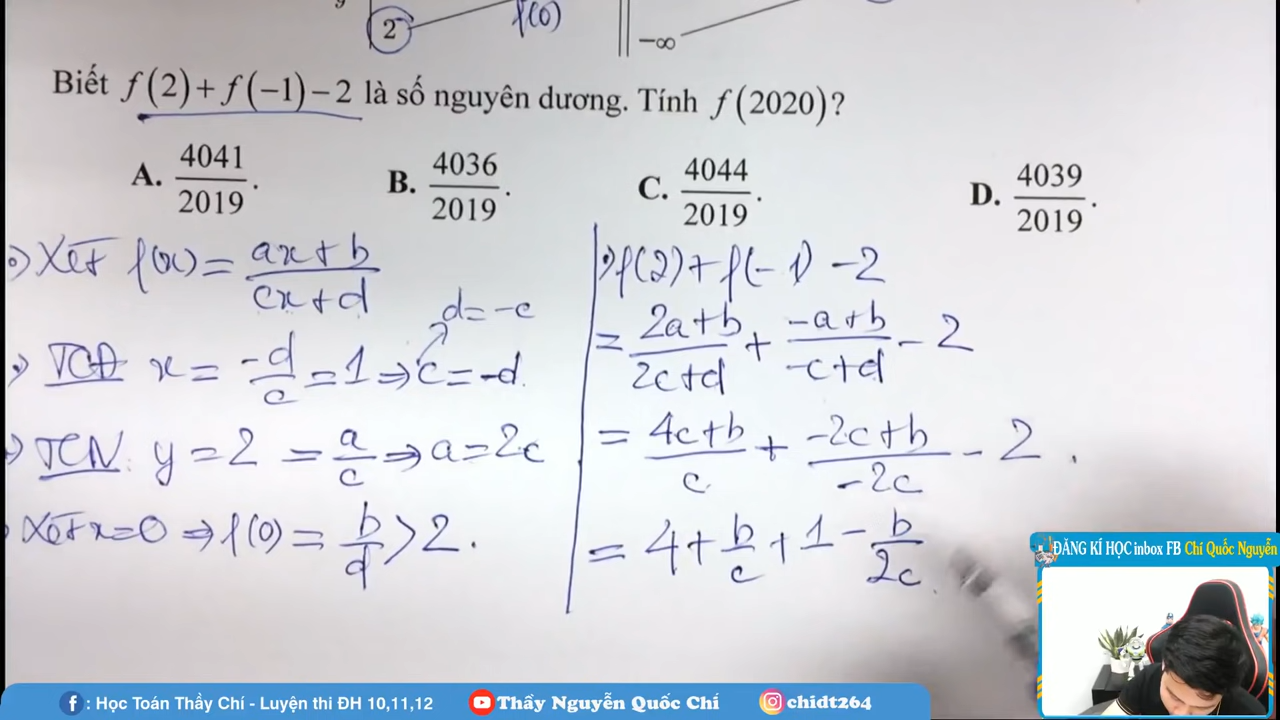 2 f(0)
-∞
Biết f(2)+f(-1)-2 là số nguyên dương. Tính f(2020)?
A. 4041/2019. B. 4036/2019. C. 4044/2019. D. 4039/2019.
Xét f(x) = (ax+b)/(cx+d)
d=-c
TCĐ x = -d/c = 1 ⇒ c = -d.
TCN: y = 2 = a/c ⇒ a = 2c
Xét x=0 ⇒ f(0) = b/d > 2.
f(2)+f(-1)-2
= (2a+b)/(2c+d) + (-a+b)/(-c+d) - 2
= (4c+b)/c + (-2c+b)/(-2c) - 2.
= 4 + b/c + 1 - b/2c
ĐĂNG KÍ HỌC inbox FB Chí Quốc Nguyễn
: Học Toán Thầy Chí - Luyện thi ĐH 10,11,12 Thầy Nguyễn Quốc Chí chidt264